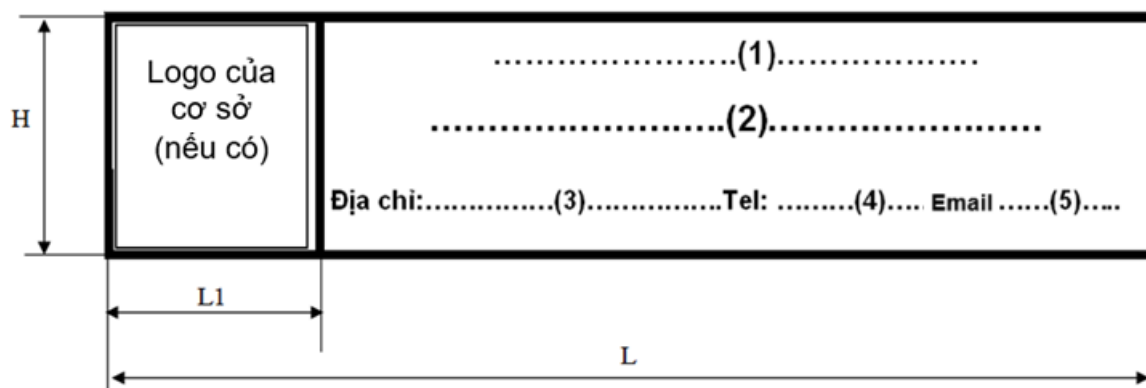 Logo của
cơ sở
(nếu có)
.......................(1)...................
.........................(2).........................
Địa chỉ:...............(3)................Tel: .........(4)..... Email ......(5).....
H
L1
L